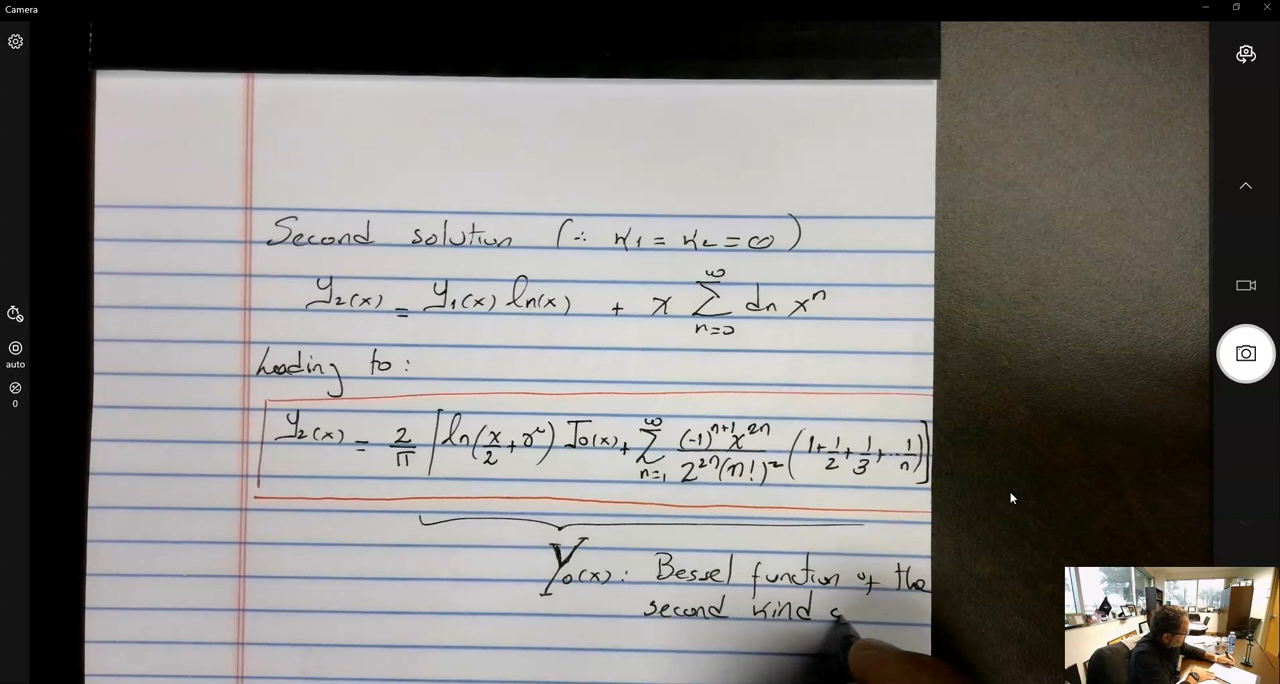 Camera
Second solution (∴ r1 = r2 = 0)
y2(x) = y1(x) ln(x) + x ∑_{n=0}^{∞} dn x^n
auto
leading to:
0
y2(x) = 2/π [ln(x/2 + γ) J0(x) + ∑_{n=1}^{∞} (-1)^{n+1} x^{2n} / 2^{2n} (n!)^2 (1 + 1/2 + 1/3 + ... 1/n)]
Y0(x): Bessel function of the
second kind